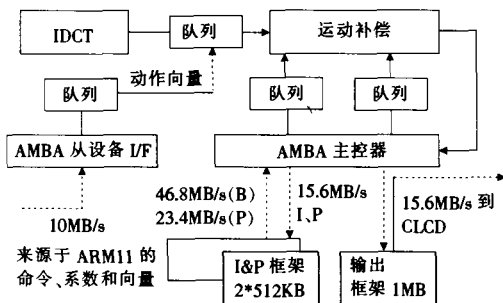 IDCT
队列
运动补偿
动作向量
队列
队列
队列
AMBA 从设备 I/F
AMBA 主控器
10MB/s
来源于 ARM11 的
命令、系数和向量
46.8MB/s(B)
23.4MB/s(P)
15.6MB/s
I、P
15.6MB/s 到
CLCD
I&P 框架
2*512KB
输出
框架 1MB